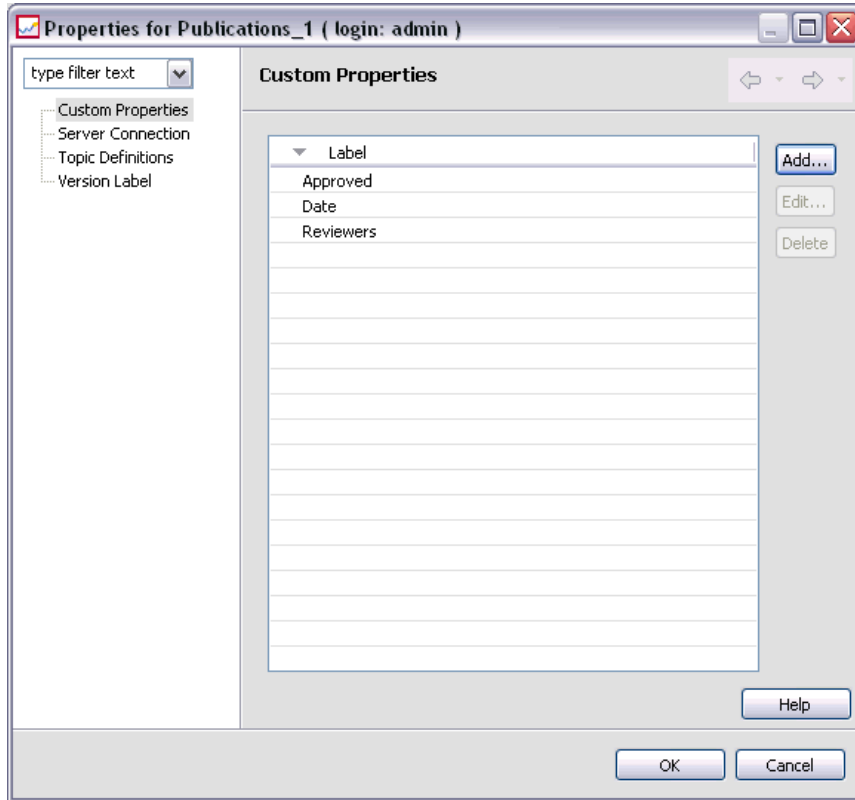 Properties for Publications_1 ( login: admin )
type filter text
Custom Properties
Server Connection
Topic Definitions
Version Label
Custom Properties
Label
Approved
Date
Reviewers
Add...
Edit...
Delete
Help
OK
Cancel